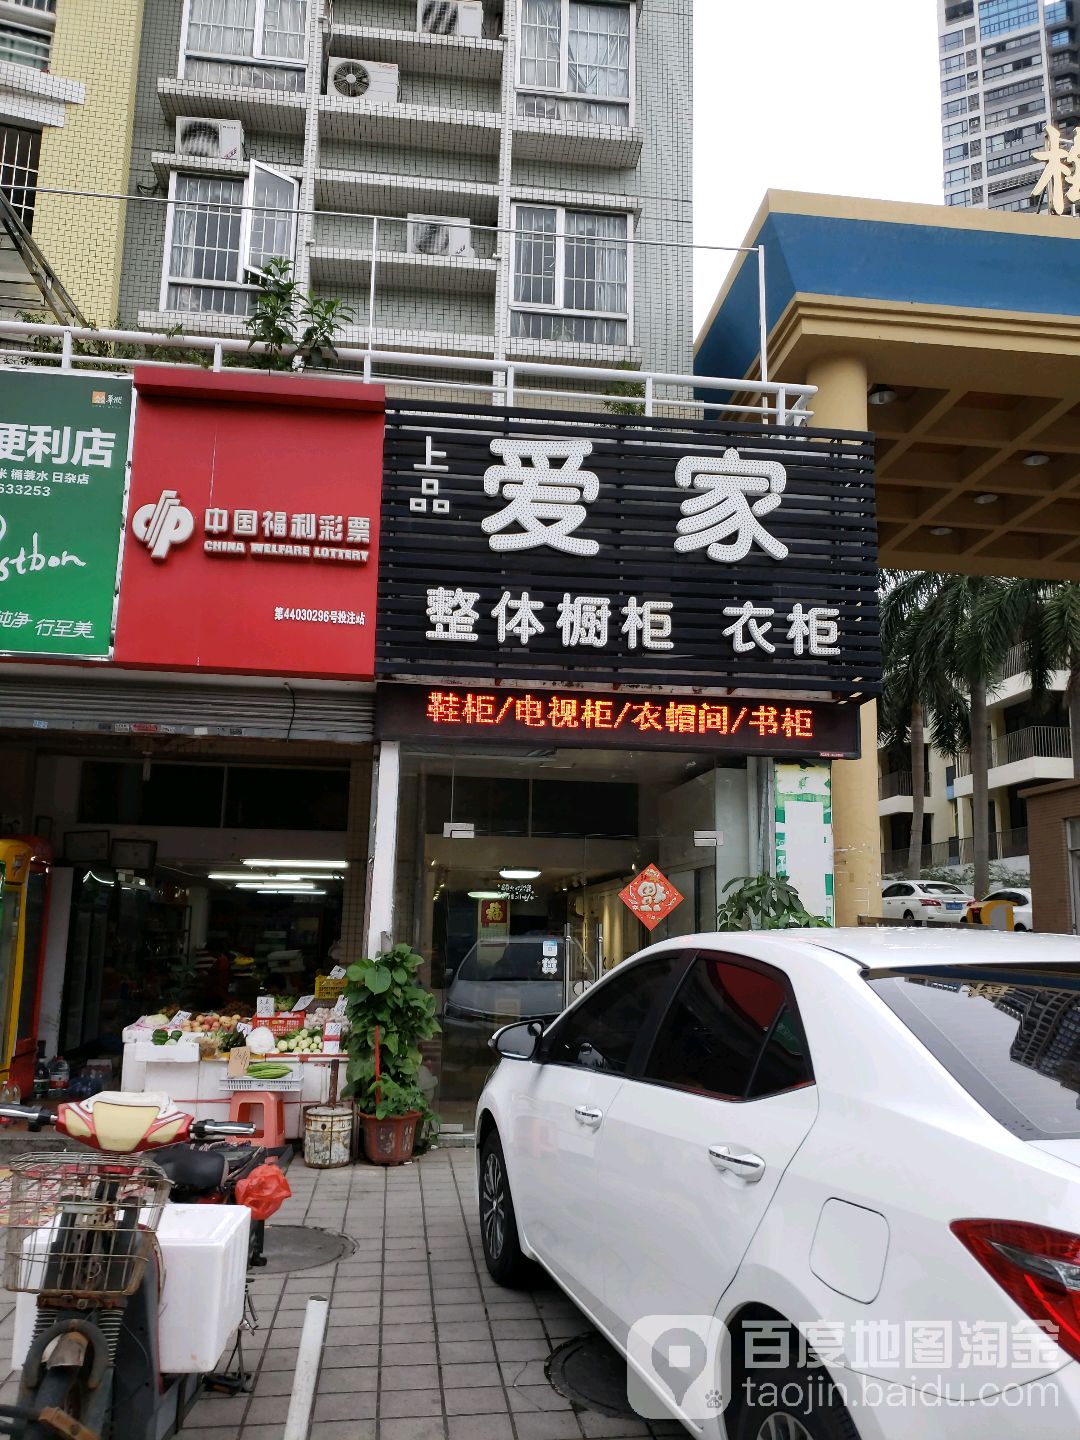 便利店
米 桶装水 日杂店
633253
纯净 行至美
中国福利彩票
CHINA WELFARE LOTTERY
第44030296号投注站
上品
爱家
整体橱柜 衣柜
鞋柜/电视柜/衣帽间/书柜
福
百度地图淘金
taojin.baidu.com